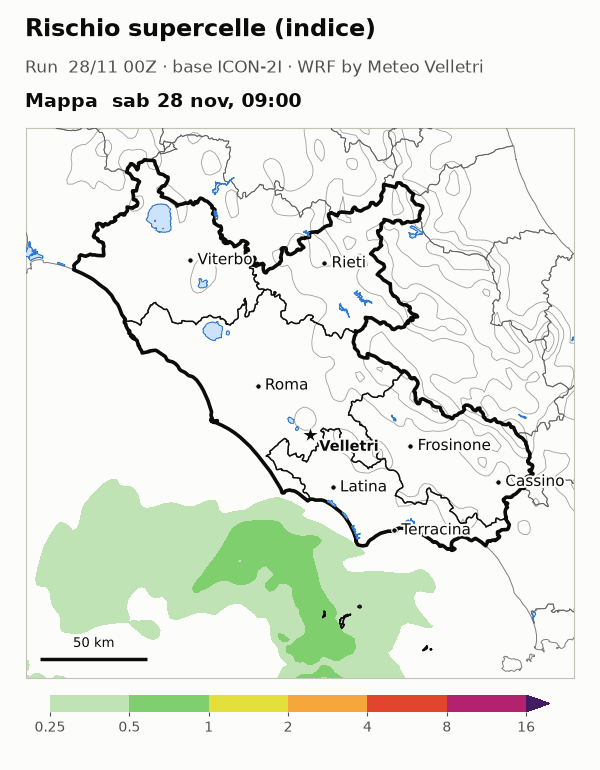 Rischio supercelle (indice)
Run  28/11 00Z · base ICON-2I · WRF by Meteo Velletri
Mappa  sab 28 nov, 09:00
Viterbo
Rieti
Roma
Velletri
Frosinone
Latina
Cassino
Terracina
50 km
0.25 0.5 1 2 4 8 16